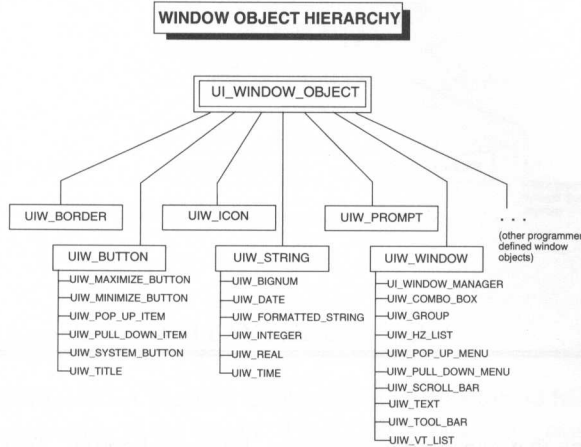 WINDOW OBJECT HIERARCHY
UI_WINDOW_OBJECT
UIW_BORDER
UIW_ICON
UIW_PROMPT
. . .
(other programmer
defined window
objects)
UIW_BUTTON
UIW_MAXIMIZE_BUTTON
UIW_MINIMIZE_BUTTON
UIW_POP_UP_ITEM
UIW_PULL_DOWN_ITEM
UIW_SYSTEM_BUTTON
UIW_TITLE
UIW_STRING
UIW_BIGNUM
UIW_DATE
UIW_FORMATTED_STRING
UIW_INTEGER
UIW_REAL
UIW_TIME
UIW_WINDOW
UI_WINDOW_MANAGER
UIW_COMBO_BOX
UIW_GROUP
UIW_HZ_LIST
UIW_POP_UP_MENU
UIW_PULL_DOWN_MENU
UIW_SCROLL_BAR
UIW_TEXT
UIW_TOOL_BAR
UIW_VT_LIST